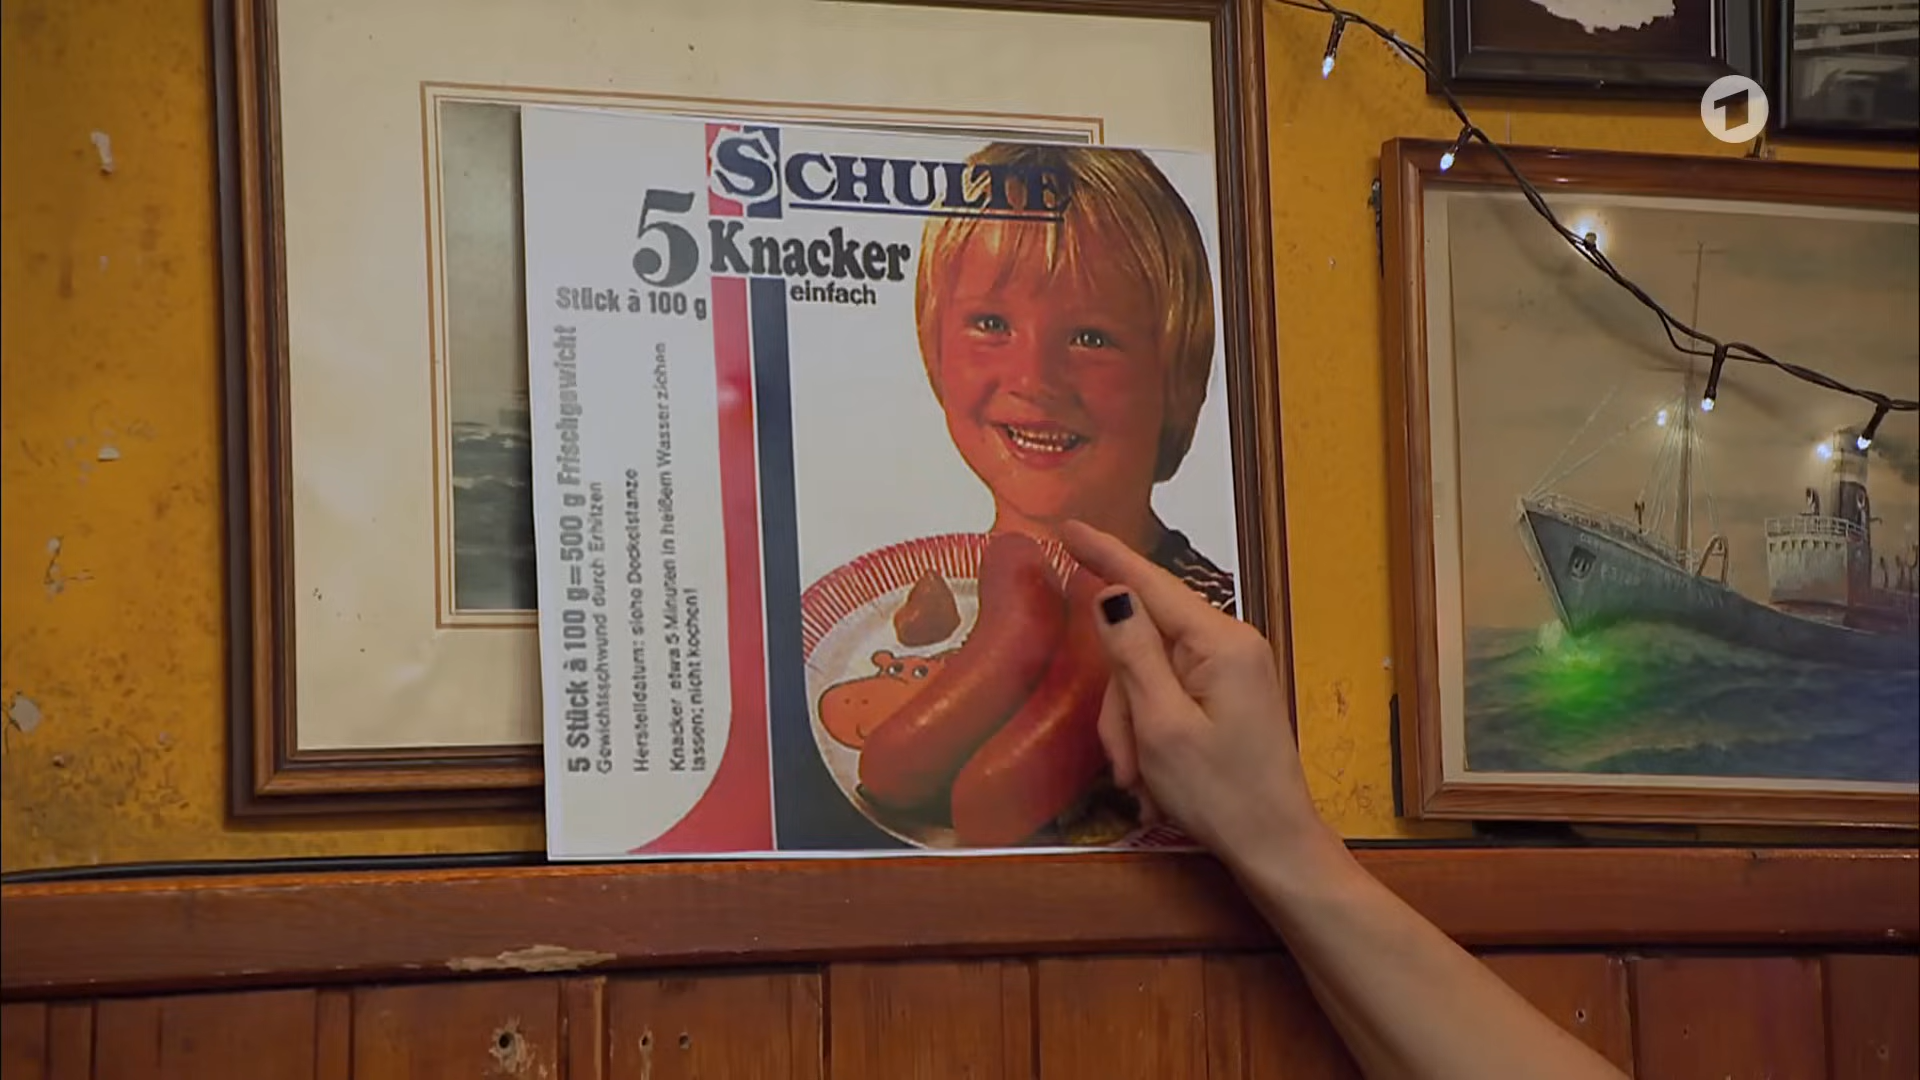 SCHULTE
5 Knacker
einfach
Stück à 100 g
5 Stück à 100 g=500 g Frischgewicht
Gewichtsschwund durch Erhitzen
Herstelldatum: siehe Deckelstanze
Knacker etwa 5 Minuten in heißem Wasser ziehen
lassen; nicht kochen!